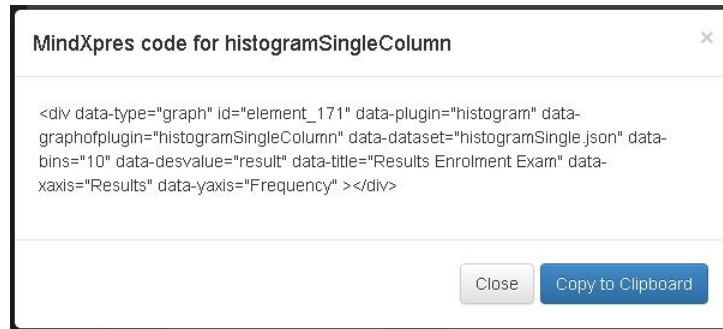 MindXpres code for histogramSingleColumn
×
<div data-type="graph" id="element_171" data-plugin="histogram" data-
graphofplugin="histogramSingleColumn" data-dataset="histogramSingle.json" data-
bins="10" data-desvalue="result" data-title="Results Enrolment Exam" data-
xaxis="Results" data-yaxis="Frequency" ></div>
Close
Copy to Clipboard